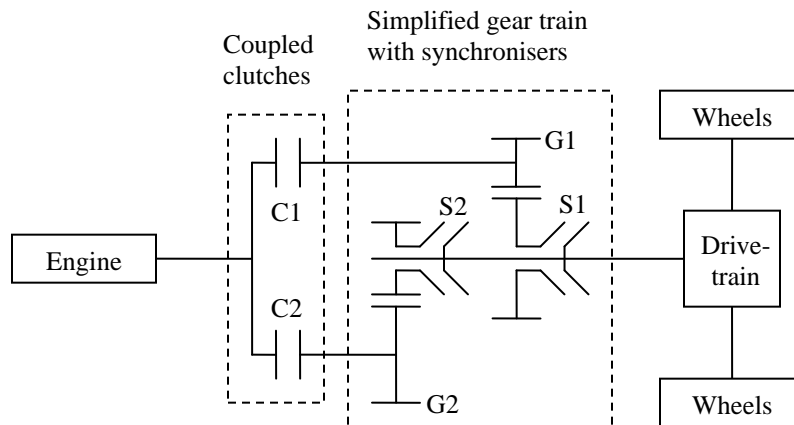 Simplified gear train
with synchronisers
Coupled
clutches
Wheels
G1
C1
S2
S1
Engine
Drive-
train
C2
G2
Wheels